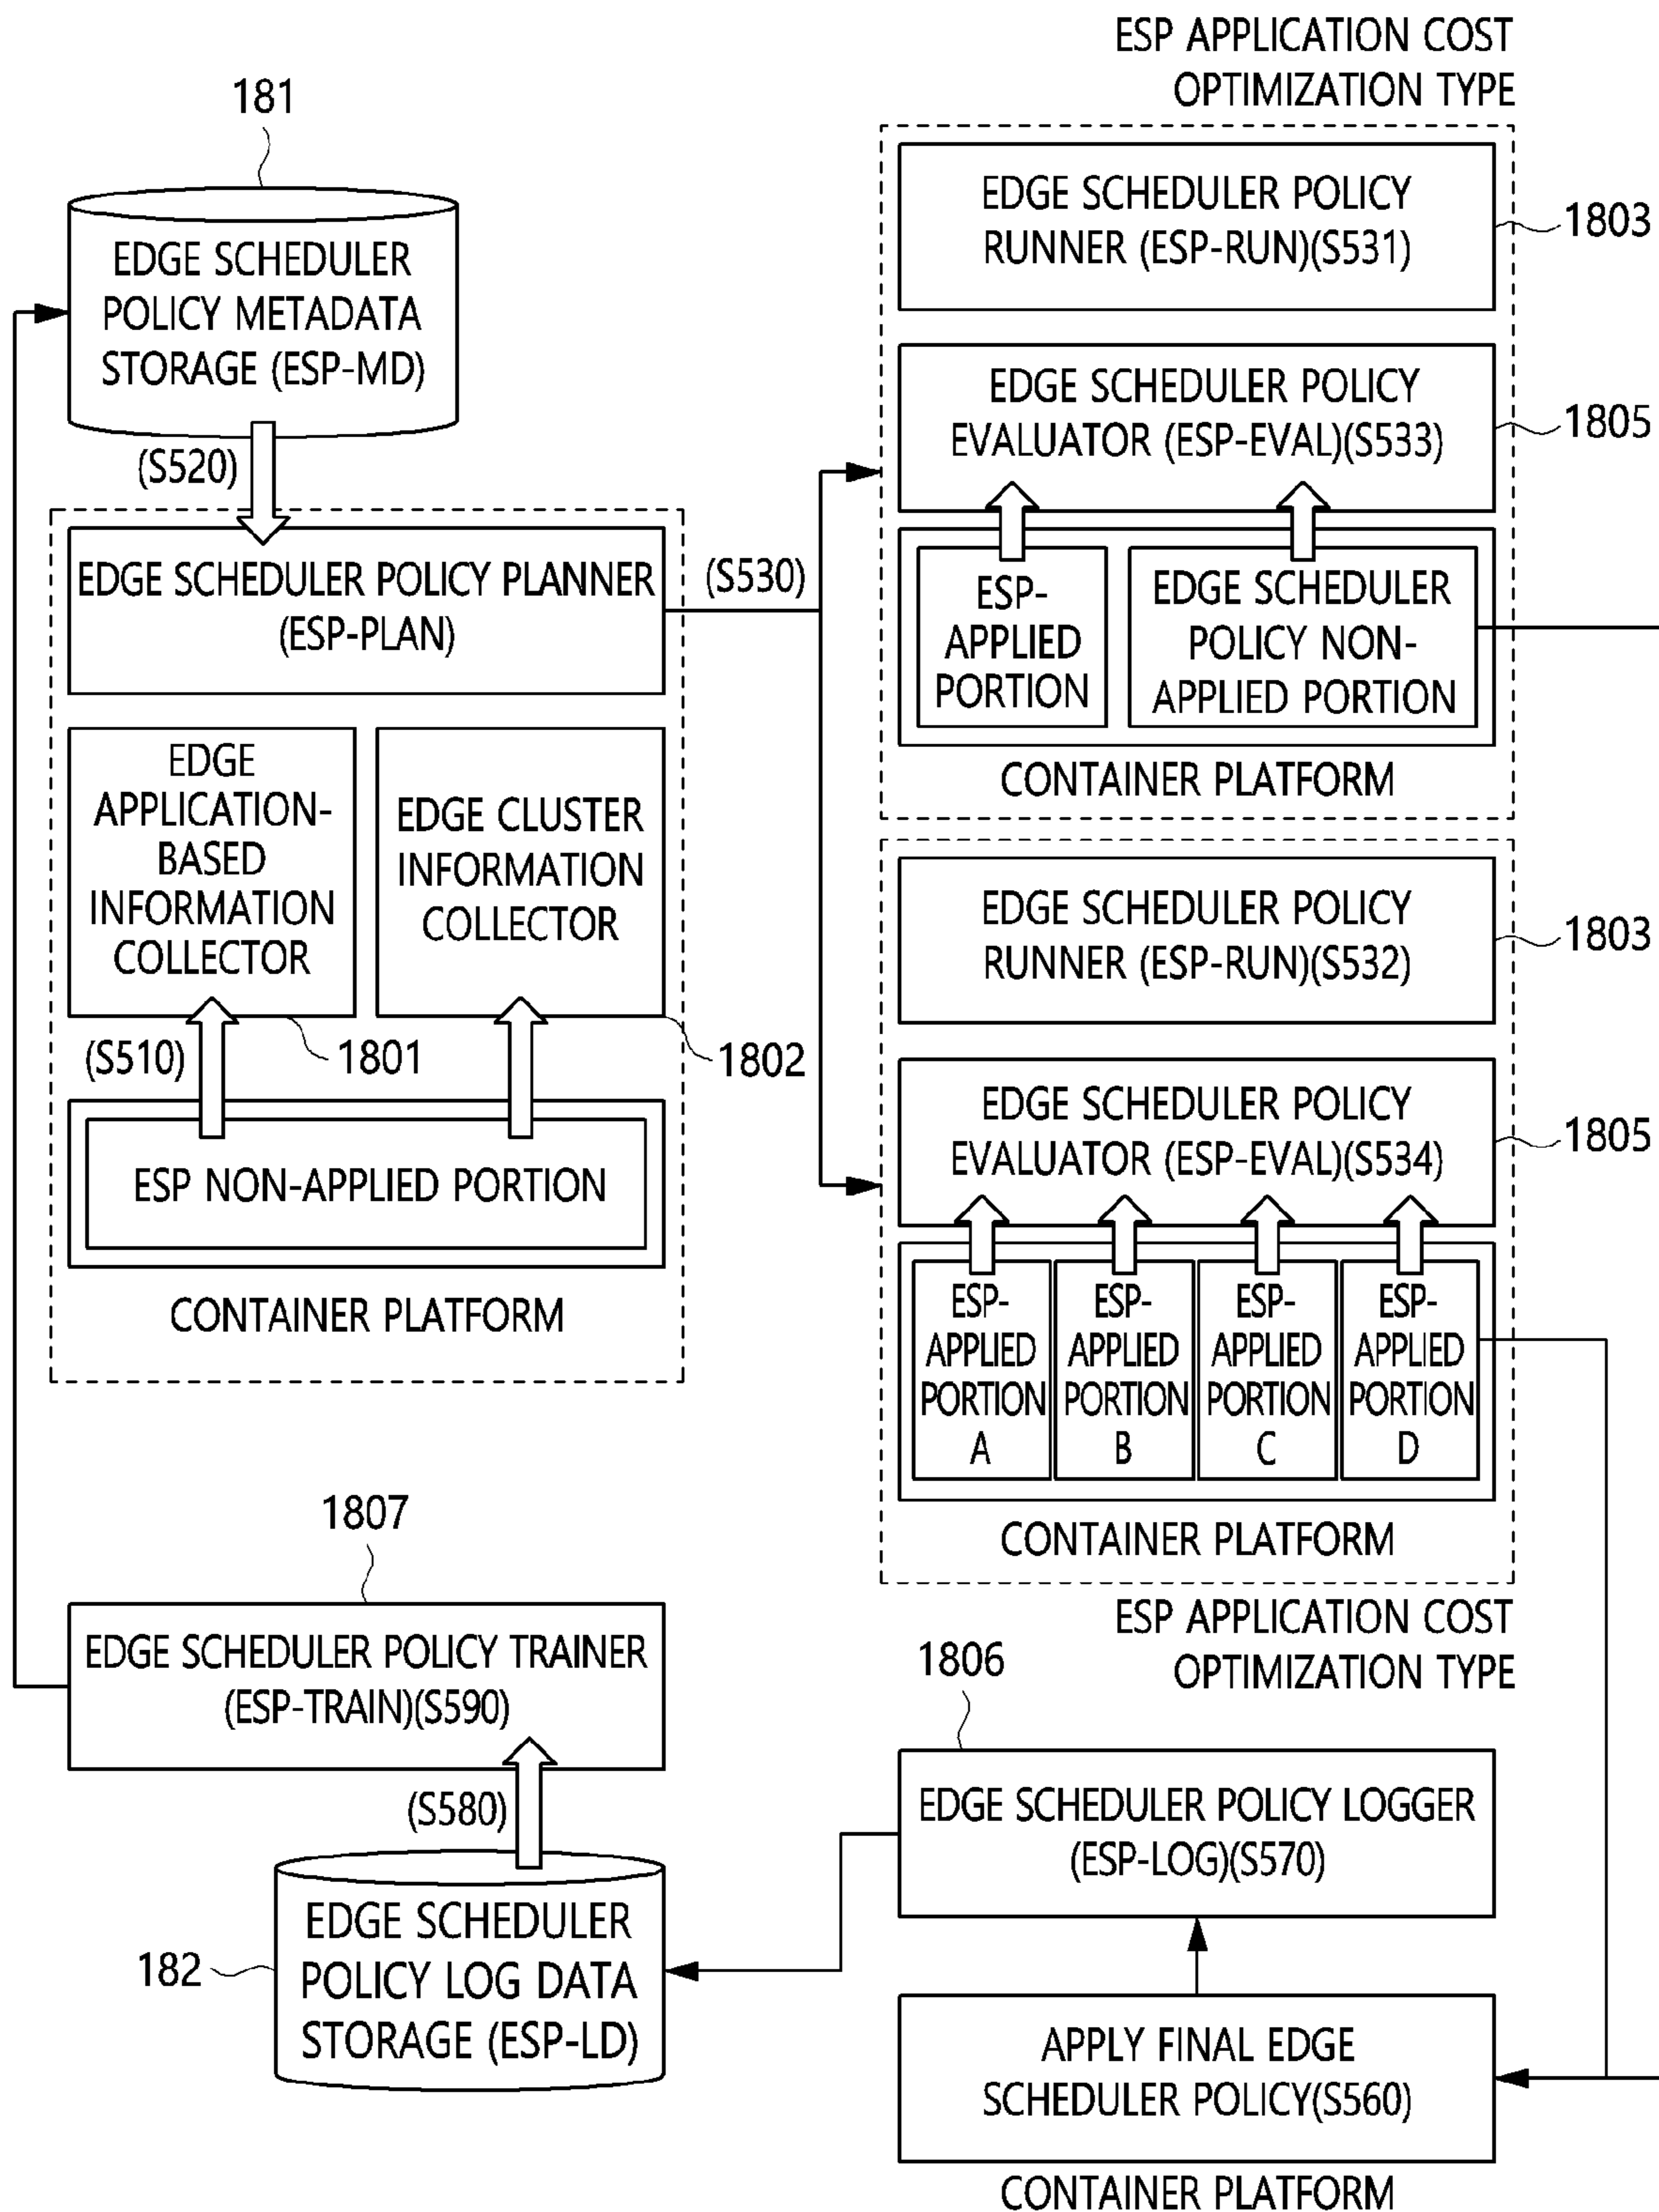 181
EDGE SCHEDULER
POLICY METADATA
STORAGE (ESP-MD)
(S520)
EDGE SCHEDULER POLICY PLANNER
(ESP-PLAN)
(S530)
EDGE
APPLICATION-
BASED
INFORMATION
COLLECTOR
EDGE CLUSTER
INFORMATION
COLLECTOR
(S510)
1801
1802
ESP NON-APPLIED PORTION
CONTAINER PLATFORM
ESP APPLICATION COST
OPTIMIZATION TYPE
EDGE SCHEDULER POLICY
RUNNER (ESP-RUN)(S531)
1803
EDGE SCHEDULER POLICY
EVALUATOR (ESP-EVAL)(S533)
1805
ESP-
APPLIED
PORTION
EDGE SCHEDULER
POLICY NON-
APPLIED PORTION
CONTAINER PLATFORM
EDGE SCHEDULER POLICY
RUNNER (ESP-RUN)(S532)
1803
EDGE SCHEDULER POLICY
EVALUATOR (ESP-EVAL)(S534)
1805
ESP-
APPLIED
PORTION
A
ESP-
APPLIED
PORTION
B
ESP-
APPLIED
PORTION
C
ESP-
APPLIED
PORTION
D
CONTAINER PLATFORM
ESP APPLICATION COST
OPTIMIZATION TYPE
1807
EDGE SCHEDULER POLICY TRAINER
(ESP-TRAIN)(S590)
(S580)
182
EDGE SCHEDULER
POLICY LOG DATA
STORAGE (ESP-LD)
1806
EDGE SCHEDULER POLICY LOGGER
(ESP-LOG)(S570)
APPLY FINAL EDGE
SCHEDULER POLICY(S560)
CONTAINER PLATFORM